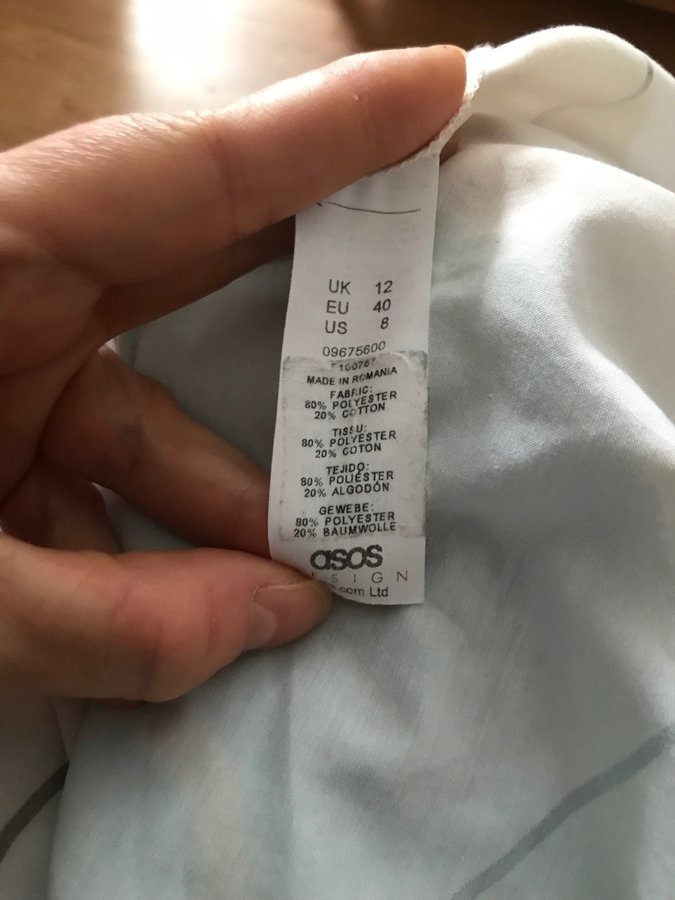 UK 12
EU 40
US 8
09675600
MADE IN ROMANIA
FABRIC:
80% POLYESTER
20% COTTON
TISSU:
80% POLYESTER
20% COTON
TEJIDO:
80% POLIÉSTER
20% ALGODÓN
GEWEBE:
80% POLYESTER
20% BAUMWOLLE
asos
.com Ltd